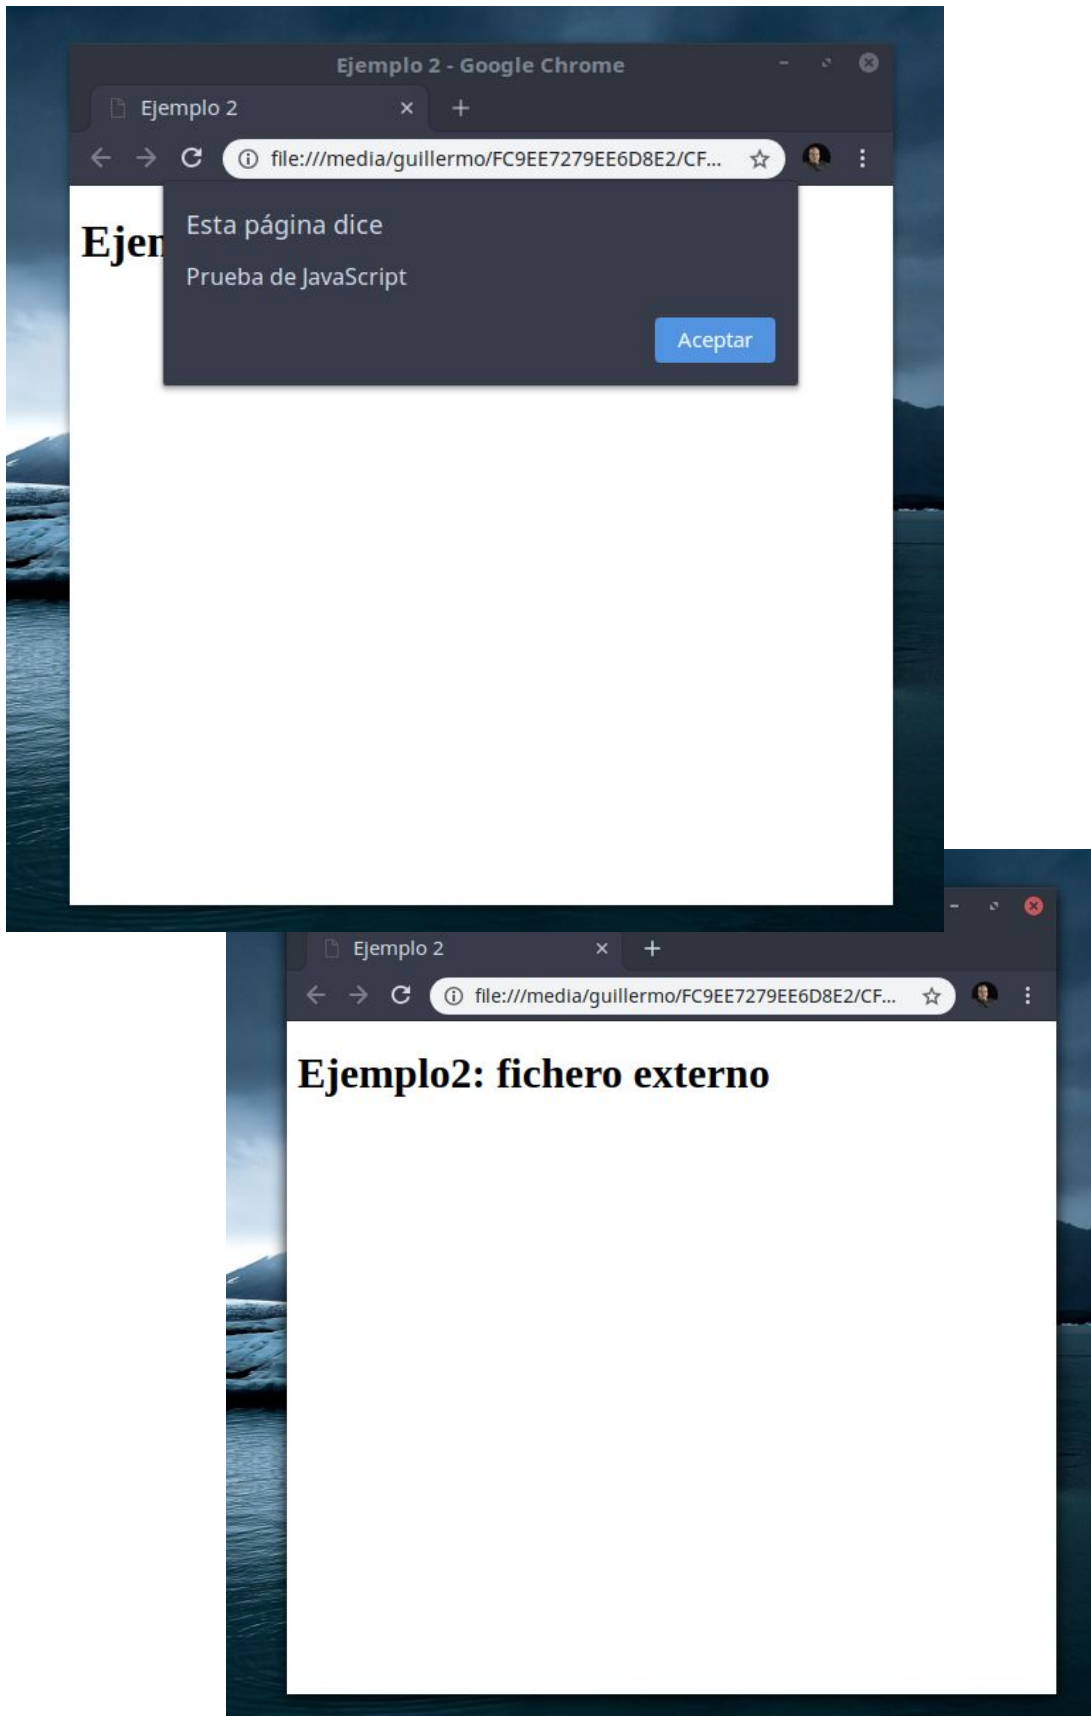 Ejemplo 2 - Google Chrome
Ejemplo 2
file:///media/guillermo/FC9EE7279EE6D8E2/CF...
Esta página dice
Ejen
Prueba de JavaScript
Aceptar
Ejemplo 2
file:///media/guillermo/FC9EE7279EE6D8E2/CF...
Ejemplo2: fichero externo